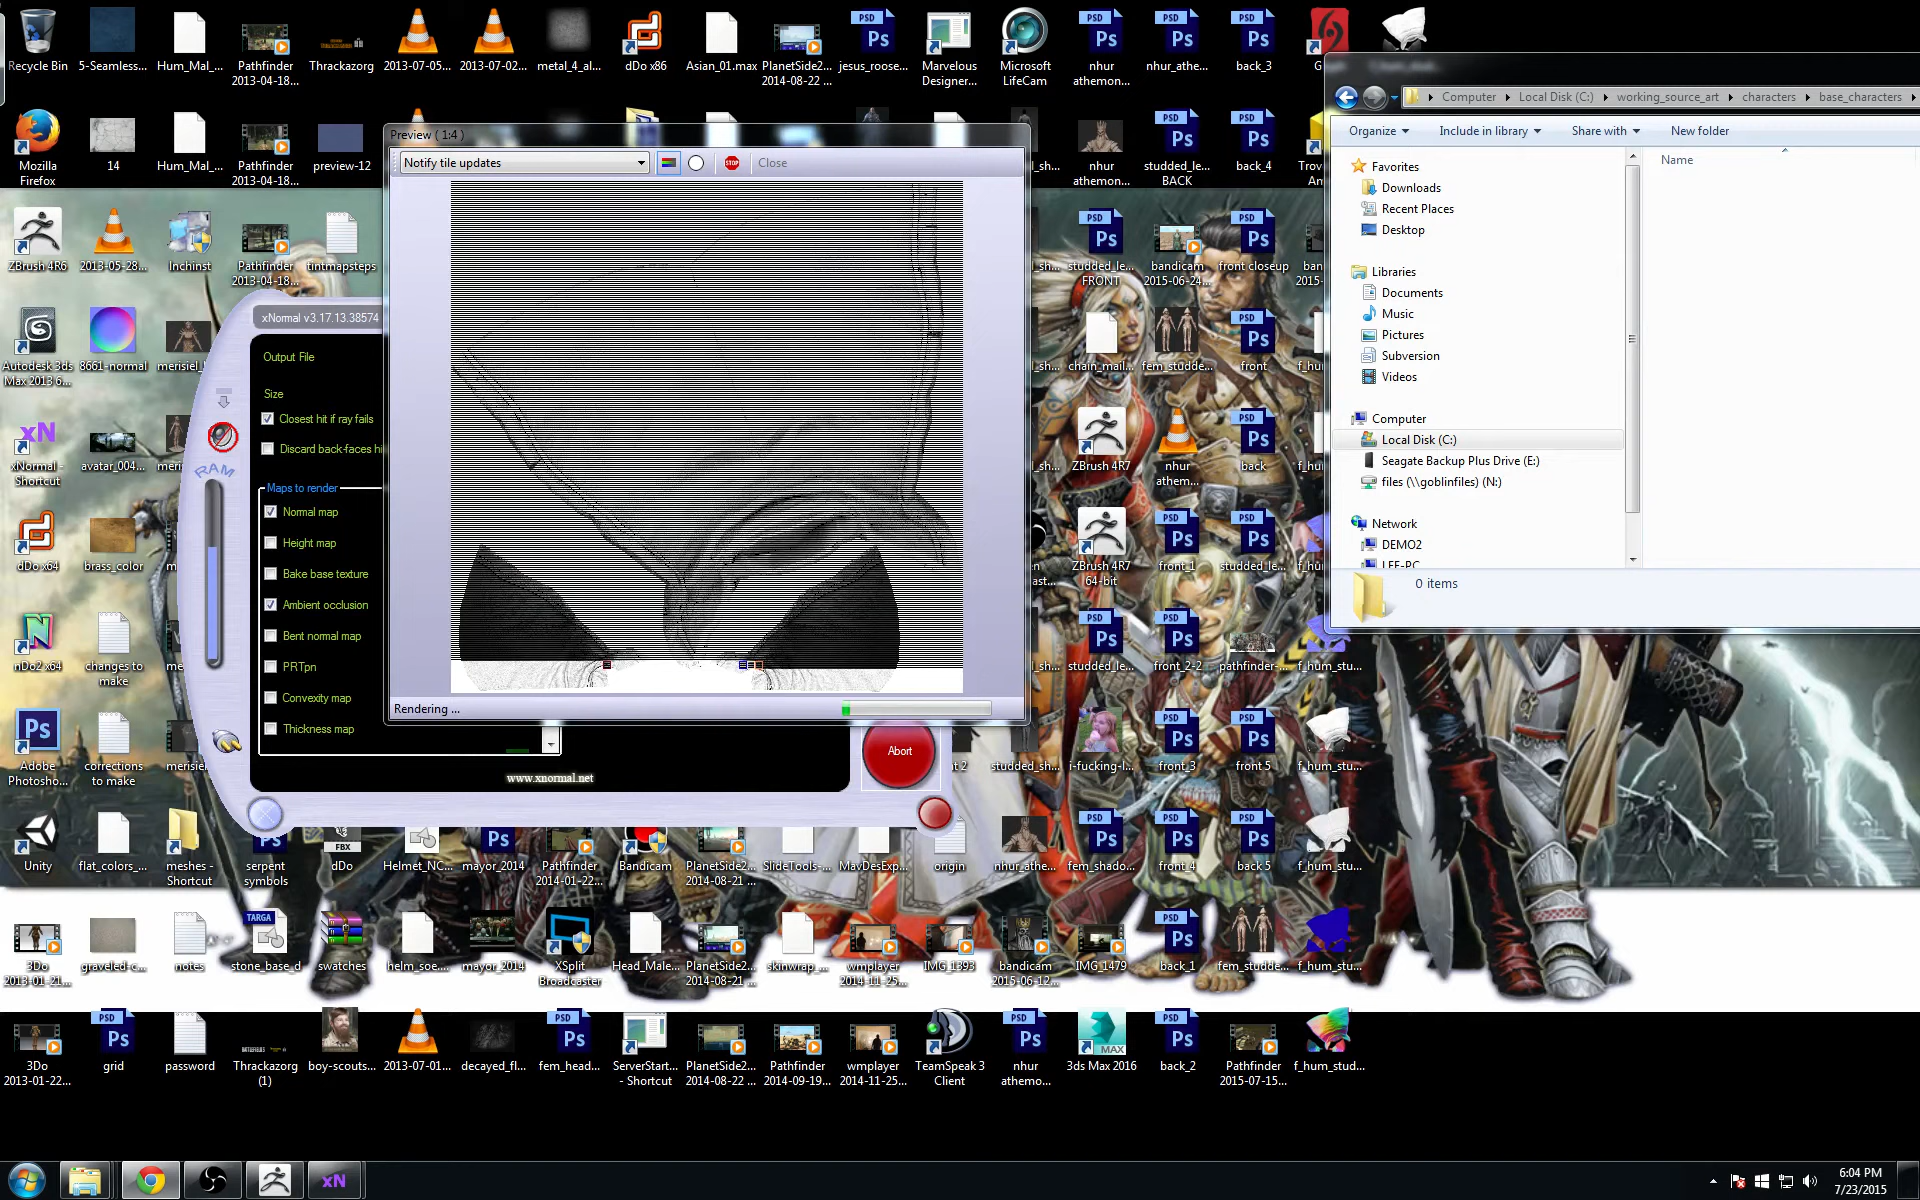 Recycle Bin
5-Seamless...
Hum_Mal_...
Pathfinder
2013-04-18...
Thrackazorg
2013-07-05...
2013-07-02...
metal_4_al...
dDo x86
Asian_01.max
PlanetSide2...
2014-08-22 ...
jesus_roose...
Marvelous
Designer...
Microsoft
LifeCam
nhur
athemon...
nhur_athe...
back_3
Mozilla
Firefox
14
Hum_Mal_...
Pathfinder
2013-04-18...
preview-12
nhur
athemon...
studded_le...
BACK
back_4
ZBrush 4R6
2013-05-28...
Inchinst
Pathfinder
2013-04-18...
tintmapsteps
studded_le...
FRONT
bandicam
2015-06-24...
front closeup
Autodesk 3ds
Max 2013 6...
8661-normal
chain_mail...
fem_studde...
front
xNormal -
Shortcut
avatar_004...
ZBrush 4R7
nhur
athem...
back
dDo x64
brass_color
ZBrush 4R7
64-bit
front_1
studded_le...
nDo2 x64
changes to
make
studded_le...
front_2-2
pathfinder-...
f_hum_stu...
Adobe
Photosho...
corrections
to make
studded_sh...
i-fucking-l...
front_3
front 5
f_hum_stu...
Unity
flat_colors_...
meshes -
Shortcut
serpent
symbols
dDo
Helmet_NC...
mayor_2014
Pathfinder
2014-01-22...
Bandicam
PlanetSide2...
2014-08-21 ...
SlideTools-...
MavDesExp...
origin
nhur_athe...
fem_shado...
front_4
back 5
f_hum_stu...
3Do
2013-01-21...
graveled-c...
notes
stone_base_d
swatches
helm_soe....
mayor_2014
XSplit
Broadcaster
Head_Male...
PlanetSide2...
2014-08-21 ...
skinwrap_...
wmplayer
2014-11-25...
IMG_1393
bandicam
2015-06-12...
IMG_1479
back_1
fem_studde...
f_hum_stu...
3Do
2013-01-22...
grid
password
Thrackazorg
(1)
boy-scouts...
2013-07-01...
decayed_fl...
fem_head...
ServerStart...
- Shortcut
PlanetSide2...
2014-08-22 ...
Pathfinder
2014-09-19...
wmplayer
2014-11-25...
TeamSpeak 3
Client
nhur
athemo...
3ds Max 2016
back_2
Pathfinder
2015-07-15...
f_hum_stud...
Preview ( 1:4 )
Notify tile updates
STOP
Close
Rendering ...
xNormal v3.17.13.38574
Output File
Size
Closest hit if ray fails
Discard back-faces hi
RAM
Maps to render
Normal map
Height map
Bake base texture
Ambient occlusion
Bent normal map
PRTpn
Convexity map
Thickness map
www.xnormal.net
Abort
Computer
Local Disk (C:)
working_source_art
characters
base_characters
Organize
Include in library
Share with
New folder
Name
Favorites
Downloads
Recent Places
Desktop
Libraries
Documents
Music
Pictures
Subversion
Videos
Computer
Local Disk (C:)
Seagate Backup Plus Drive (E:)
files (\\goblinfiles) (N:)
Network
DEMO2
LEE-PC
0 items
xN
6:04 PM
7/23/2015